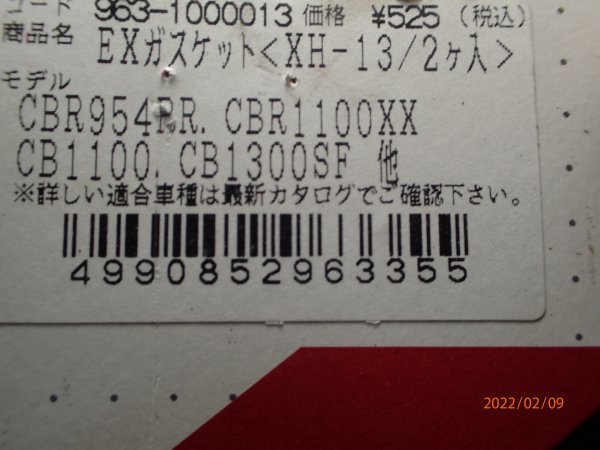 コード 963-1000013 価格 ¥525 (税込)
商品名 EXガスケット<XH-13/2ヶ入>
モデル
CBR954RR. CBR1100XX
CB1100. CB1300SF 他
※詳しい適合車種は最新カタログでご確認下さい。
4990852963355
2022/02/09